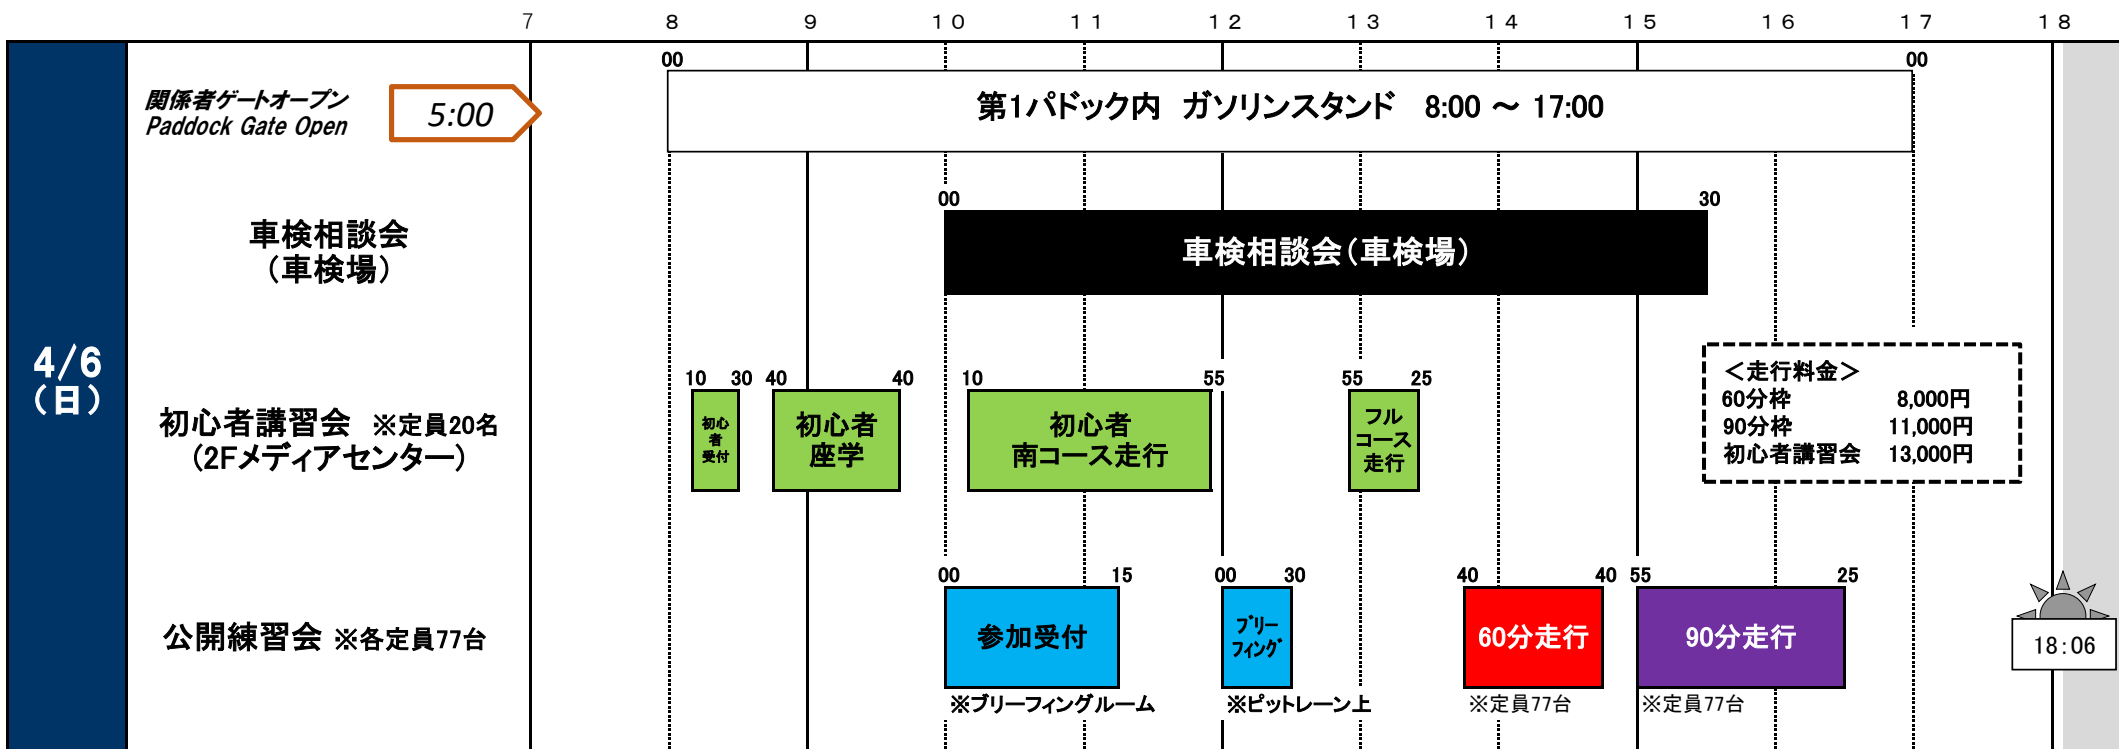 7 8 9 10 11 12 13 14 15 16 17 18
00 00
関係者ゲートオープン
Paddock Gate Open
5:00
第1パドック内 ガソリンスタンド 8:00 ～ 17:00
00 30
車検相談会
（車検場）
車検相談会（車検場）
4/6
（日）
＜走行料金＞
60分枠 8,000円
90分枠 11,000円
初心者講習会 13,000円
10 30 40 40 10 55 55 25
初心者講習会 ※定員20名
（2Fメディアセンター）
初心
者
受付
初心者
座学
初心者
南コース走行
フル
コース
走行
00 15 00 30 40 40 55 25
公開練習会 ※各定員77台
参加受付
ブリー
フィング
60分走行
90分走行
18:06
※ブリーフィングルーム
※ピットレーン上
※定員77台
※定員77台